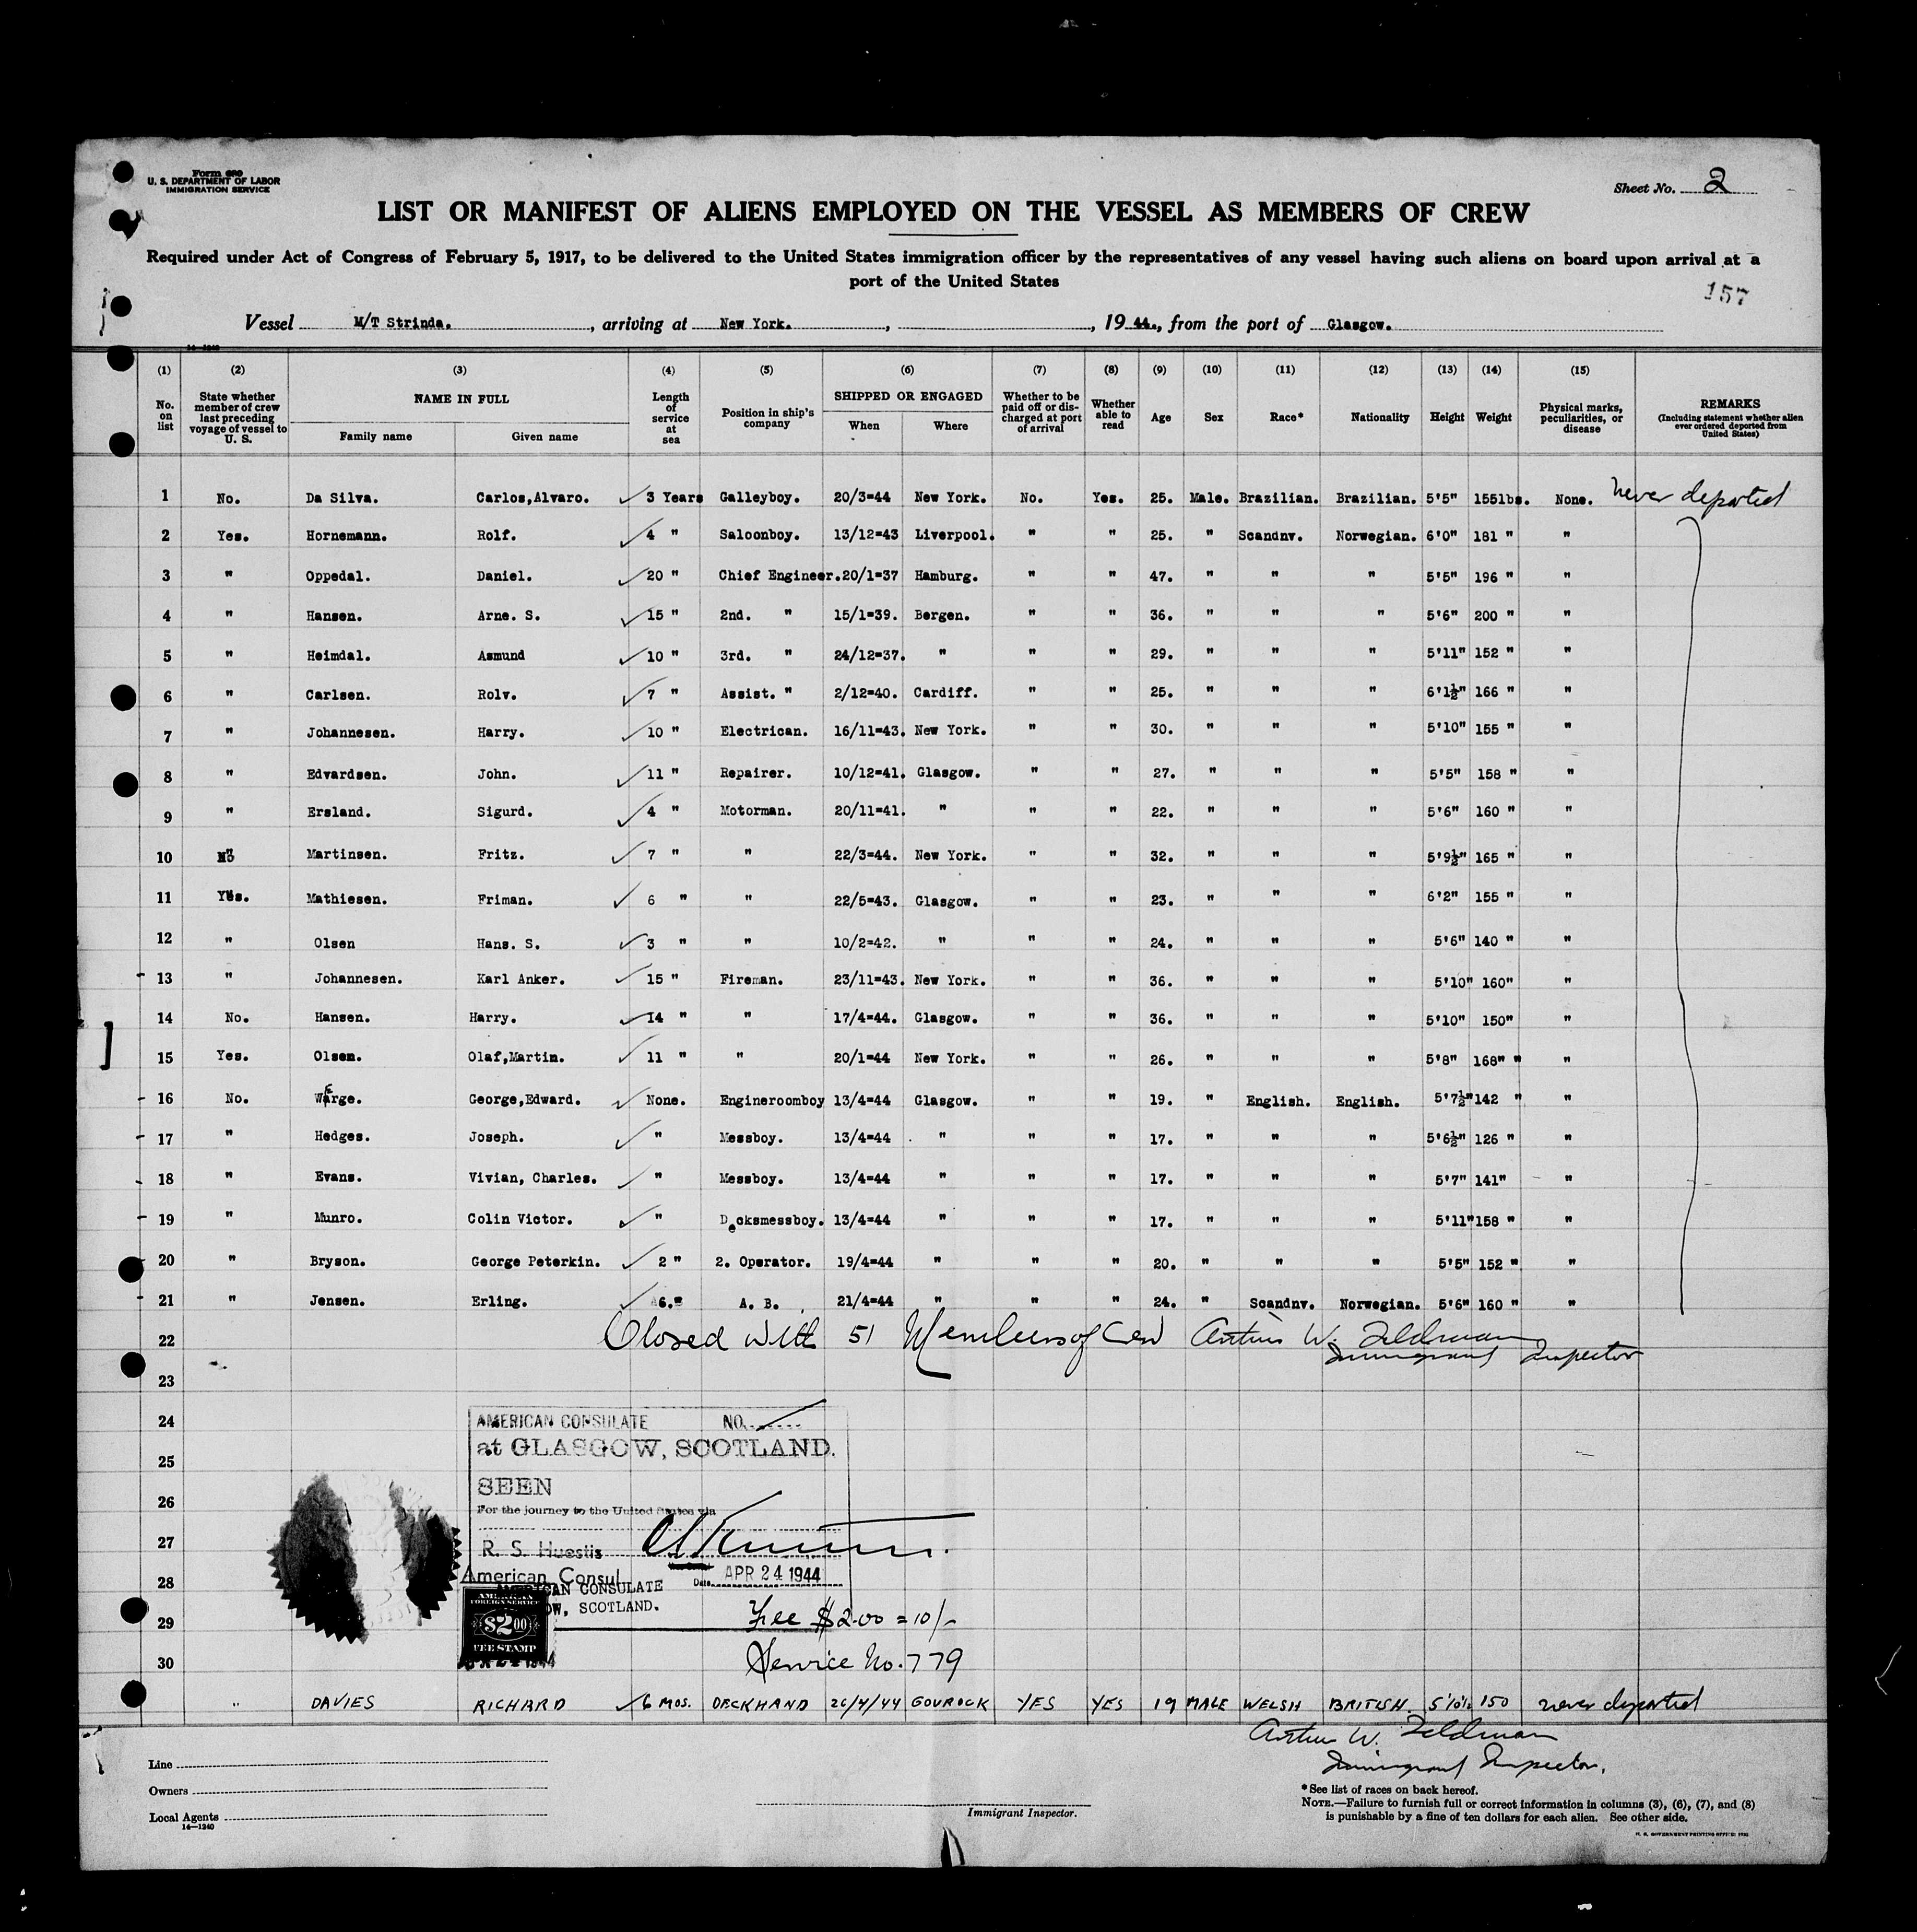 Form 680
U. S. DEPARTMENT OF LABOR
IMMIGRATION SERVICE
Sheet No. 2
LIST OR MANIFEST OF ALIENS EMPLOYED ON THE VESSEL AS MEMBERS OF CREW
Required under Act of Congress of February 5, 1917, to be delivered to the United States immigration officer by the representatives of any vessel having such aliens on board upon arrival at a
port of the United States
157
Vessel M/T Strinda. , arriving at New York. , , 19 44., from the port of Glasgow.
14—1240
(1) (2) (3) (4) (5) (6) (7) (8) (9) (10) (11) (12) (13) (14) (15)
No. on list State whether member of crew last preceding voyage of vessel to U. S. NAME IN FULL Family name Given name Length of service at sea Position in ship's company SHIPPED OR ENGAGED When Where Whether to be paid off or discharged at port of arrival Whether able to read Age Sex Race* Nationality Height Weight Physical marks, peculiarities, or disease REMARKS (Including statement whether alien ever ordered deported from United States)
1 No. Da Silva. Carlos,Alvaro. ✓ 3 Years Galleyboy. 20/3=44 New York. No. Yes. 25. Male. Brazilian. Brazilian. 5'5" 155lbs. None. never deported
2 Yes. Hornemann. Rolf. ✓ 4 " Saloonboy. 13/12=43 Liverpool. " " 25. " Scandnv. Norwegian. 6'0" 181 " "
3 " Oppedal. Daniel. ✓ 20 " Chief Engineer. 20/1=37 Hamburg. " " 47. " " " 5'5" 196 " "
4 " Hansen. Arne. S. ✓ 15 " 2nd. " 15/1=39. Bergen. " " 36. " " " 5'6" 200 " "
5 " Heimdal. Asmund ✓ 10 " 3rd. " 24/12=37. " " " 29. " " " 5'11" 152 " "
6 " Carlsen. Rolv. ✓ 7 " Assist. " 2/12=40. Cardiff. " " 25. " " " 6'1½" 166 " "
7 " Johannesen. Harry. ✓ 10 " Electrican. 16/11=43. New York. " " 30. " " " 5'10" 155 " "
8 " Edvardsen. John. ✓ 11 " Repairer. 10/12=41. Glasgow. " " 27. " " " 5'5" 158 " "
9 " Ersland. Sigurd. ✓ 4 " Motorman. 20/11=41. " " " 22. " " " 5'6" 160 " "
10 No Martinsen. Fritz. ✓ 7 " " 22/3=44. New York. " " 32. " " " 5'9½" 165 " "
11 Yes. Mathiesen. Friman. ✓ 6 " " 22/5=43. Glasgow. " " 23. " " " 6'2" 155 " "
12 " Olsen Hans. S. ✓ 3 " " 10/2=42. " " " 24. " " " 5'6" 140 " "
13 " Johannesen. Karl Anker. ✓ 15 " Fireman. 23/11=43. New York. " " 36. " " " 5'10" 160" "
14 No. Hansen. Harry. ✓ 14 " " 17/4=44. Glasgow. " " 36. " " " 5'10" 150" "
15 Yes. Olsen. Olaf,Martin. ✓ 11 " " 20/1=44 New York. " " 26. " " " 5'8" 168" " "
16 No. Warge. George,Edward. ✓ None. Engineroomboy 13/4=44 Glasgow. " " 19. " English. English. 5'7½" 142 " "
17 " Hedges. Joseph. ✓ " Messboy. 13/4=44 " " " 17. " " " 5'6½" 126 " "
18 " Evans. Vivian, Charles. ✓ " Messboy. 13/4=44 " " " 17. " " " 5'7" 141" "
19 " Munro. Colin Victor. ✓ " Decksmessboy. 13/4=44 " " " 17. " " " 5'11" 158 " "
20 " Bryson. George Peterkin. ✓ 2 " 2. Operator. 19/4=44 " " " 20. " " " 5'5" 152 " "
21 " Jensen. Erling. ✓ 6." A. B. 21/4=44 " " " 24. " Scandnv. Norwegian. 5'6" 160 " "
22 Closed with 51 Members of Crew Arthur W. Feldman
Immigrant Inspector
23
24 AMERICAN CONSULATE NO.
at GLASGOW, SCOTLAND.
25
SEEN
26 For the journey to the United States via
27 R. S. Huestis
American Consul
28 Date APR 24 1944
AMERICAN CONSULATE
GLASGOW, SCOTLAND.
AMERICAN
FOREIGN SERVICE
$2.00
FEE STAMP
29 Fee $2.00 = 10/-
30 Service No. 779
" DAVIES RICHARD ✓ 6 MOS. DECKHAND 26/4/44 GOUROCK YES YES 19 MALE WELSH BRITISH. 5'10½ 150 never deported
Arthur W. Feldman
Immigrant Inspector.
Line
Owners
Local Agents
14—1240
Immigrant Inspector.
*See list of races on back hereof.
NOTE.—Failure to furnish full or correct information in columns (3), (6), (7), and (8)
is punishable by a fine of ten dollars for each alien. See other side.